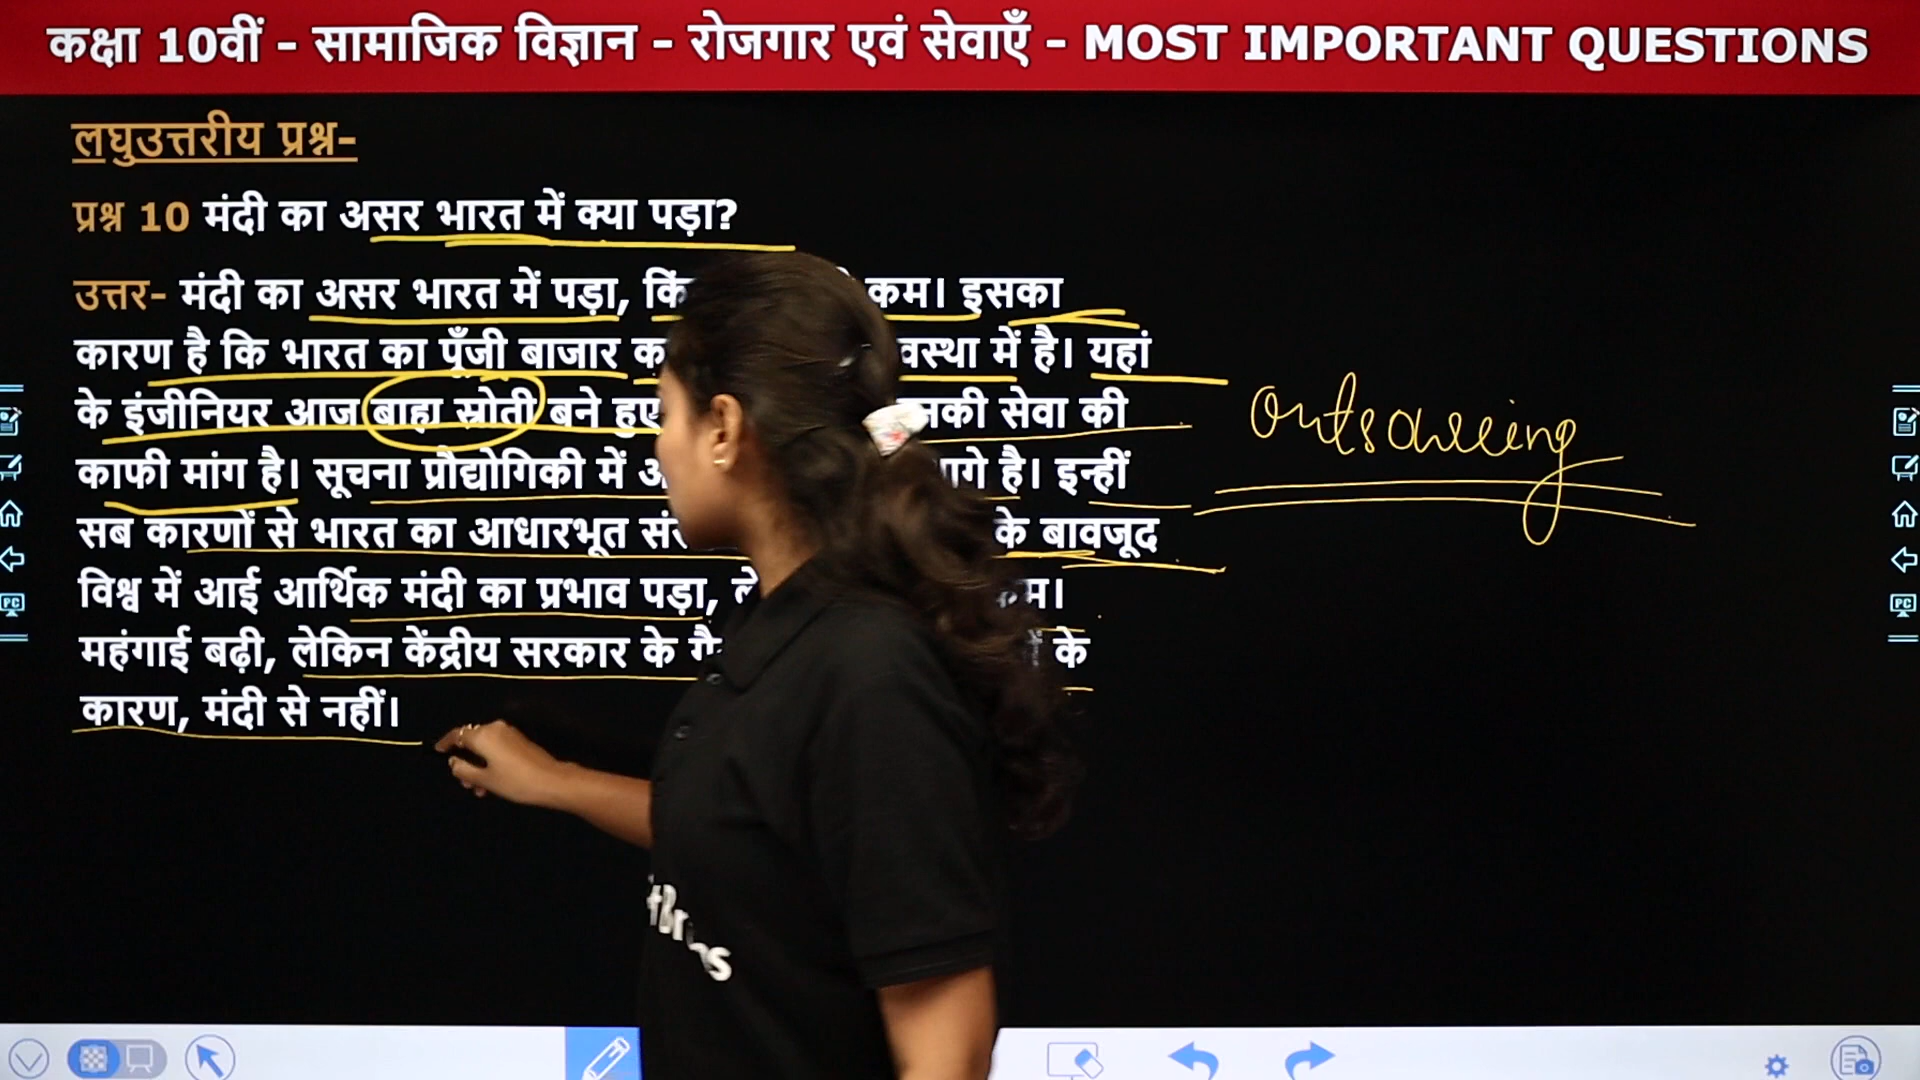 कक्षा 10वीं - सामाजिक विज्ञान - रोजगार एवं सेवाएँ - MOST IMPORTANT QUESTIONS
लघुउत्तरीय प्रश्न-
प्रश्न 10 मंदी का असर भारत में क्या पड़ा?
उत्तर- मंदी का असर भारत में पड़ा, कम। इसका
कारण है कि भारत का पूँजी बाजार में है। यहां
के इंजीनियर आज बाहा स्रोती बने हुए सेवा की
outsourcing
काफी मांग है। सूचना प्रौद्योगिकी में है। इन्हीं
सब कारणों से भारत का आधारभूत के बावजूद
विश्व में आई आर्थिक मंदी का प्रभाव पड़ा,
महंगाई बढ़ी, लेकिन केंद्रीय सरकार के के
कारण, मंदी से नहीं।
PC
PC